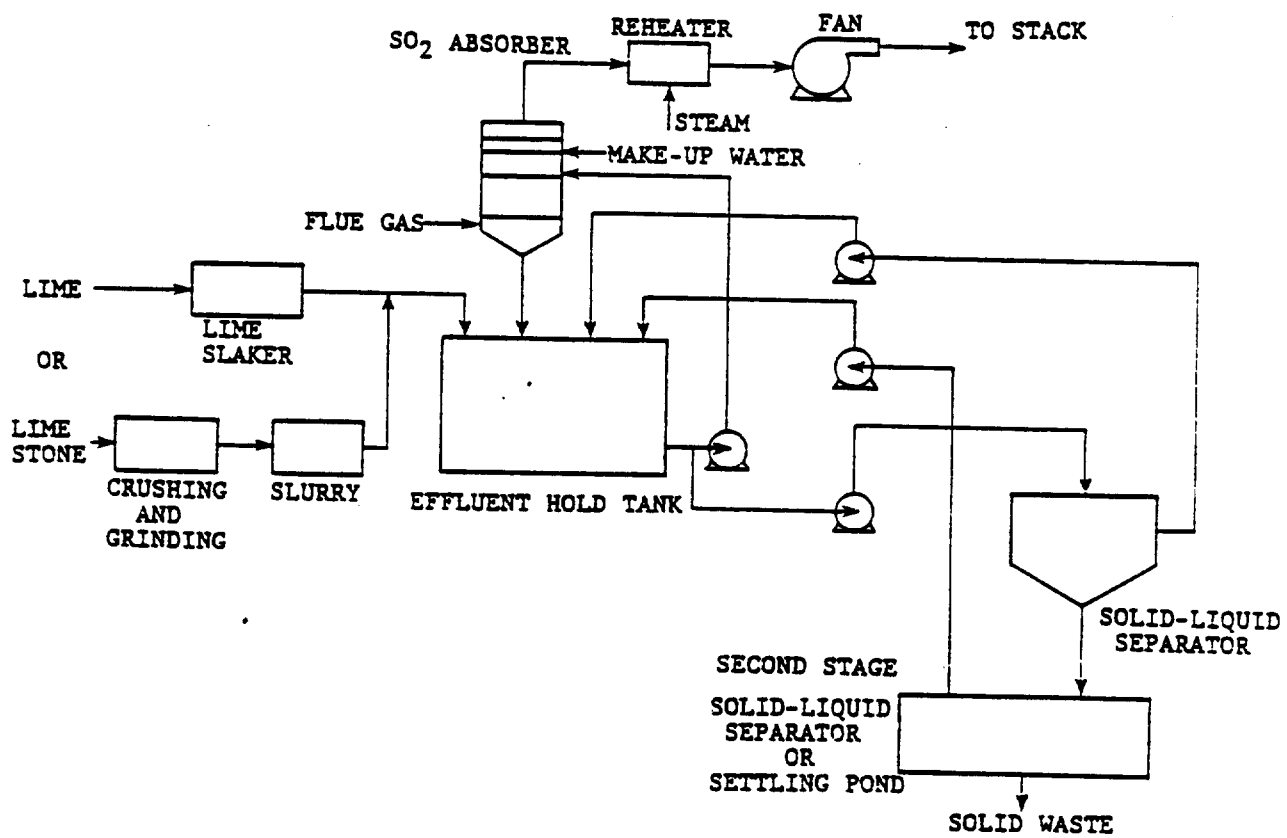 FAN
REHEATER
TO STACK
SO2 ABSORBER
STEAM
MAKE-UP WATER
FLUE GAS
LIME
LIME
SLAKER
OR
LIME
STONE
CRUSHING
AND
GRINDING
SLURRY
EFFLUENT HOLD TANK
SOLID-LIQUID
SEPARATOR
SECOND STAGE
SOLID-LIQUID
SEPARATOR
OR
SETTLING POND
SOLID WASTE